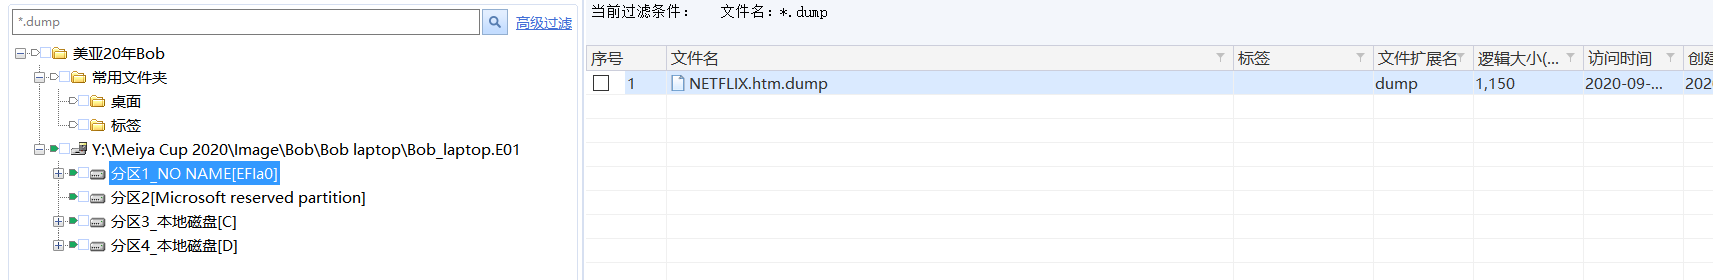 *.dump
高级过滤
美亚20年Bob
常用文件夹
桌面
标签
Y:\Meiya Cup 2020\Image\Bob\Bob laptop\Bob_laptop.E01
分区1_NO NAME[EFIa0]
分区2[Microsoft reserved partition]
分区3_本地磁盘[C]
分区4_本地磁盘[D]
当前过滤条件： 文件名：*.dump
序号 文件名 标签 文件扩展名 逻辑大小(... 访问时间 创建
1 NETFLIX.htm.dump dump 1,150 2020-09-... 202